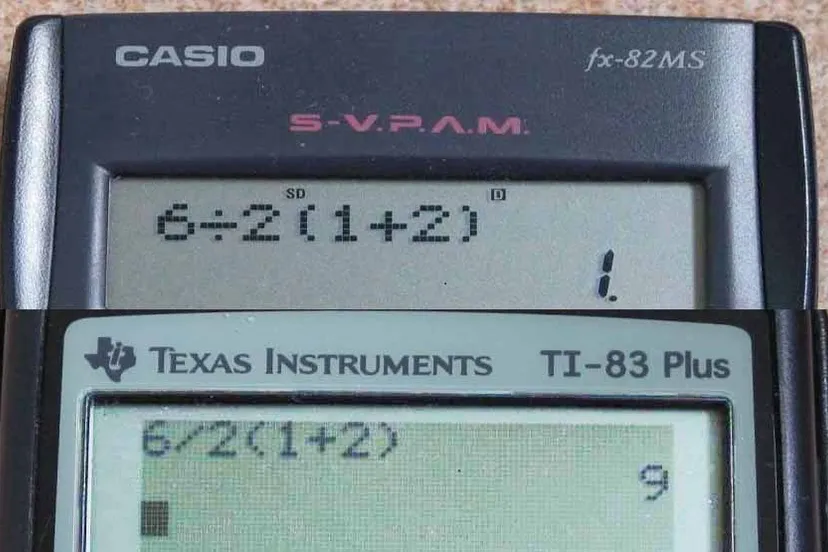 CASIO fx-82MS
S-V.P.A.M.
SD D
6÷2(1+2)
1.
TEXAS INSTRUMENTS TI-83 Plus
6/2(1+2)
9